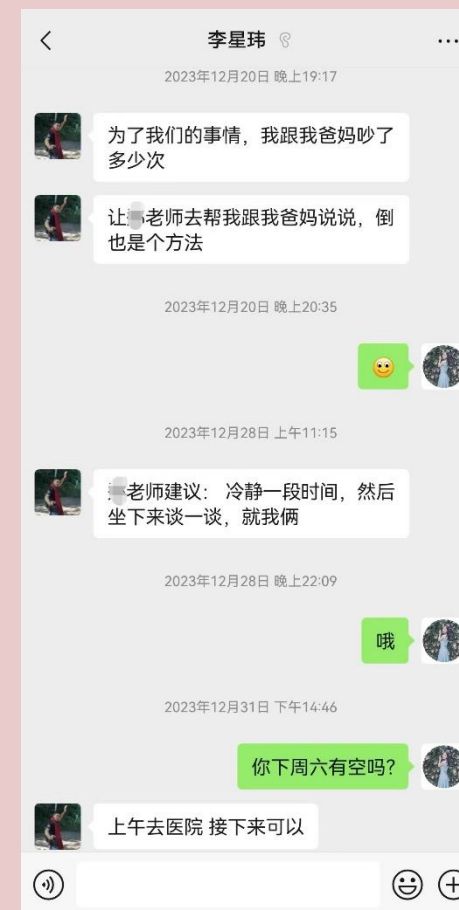 李星玮
2023年12月20日 晚上19:17
为了我们的事情，我跟我爸妈吵了
多少次
让老师去帮我跟我爸妈说说，倒
也是个方法
2023年12月20日 晚上20:35
2023年12月28日 上午11:15
老师建议： 冷静一段时间，然后
坐下来谈一谈，就我俩
2023年12月28日 晚上22:09
哦
2023年12月31日 下午14:46
你下周六有空吗?
上午去医院 接下来可以